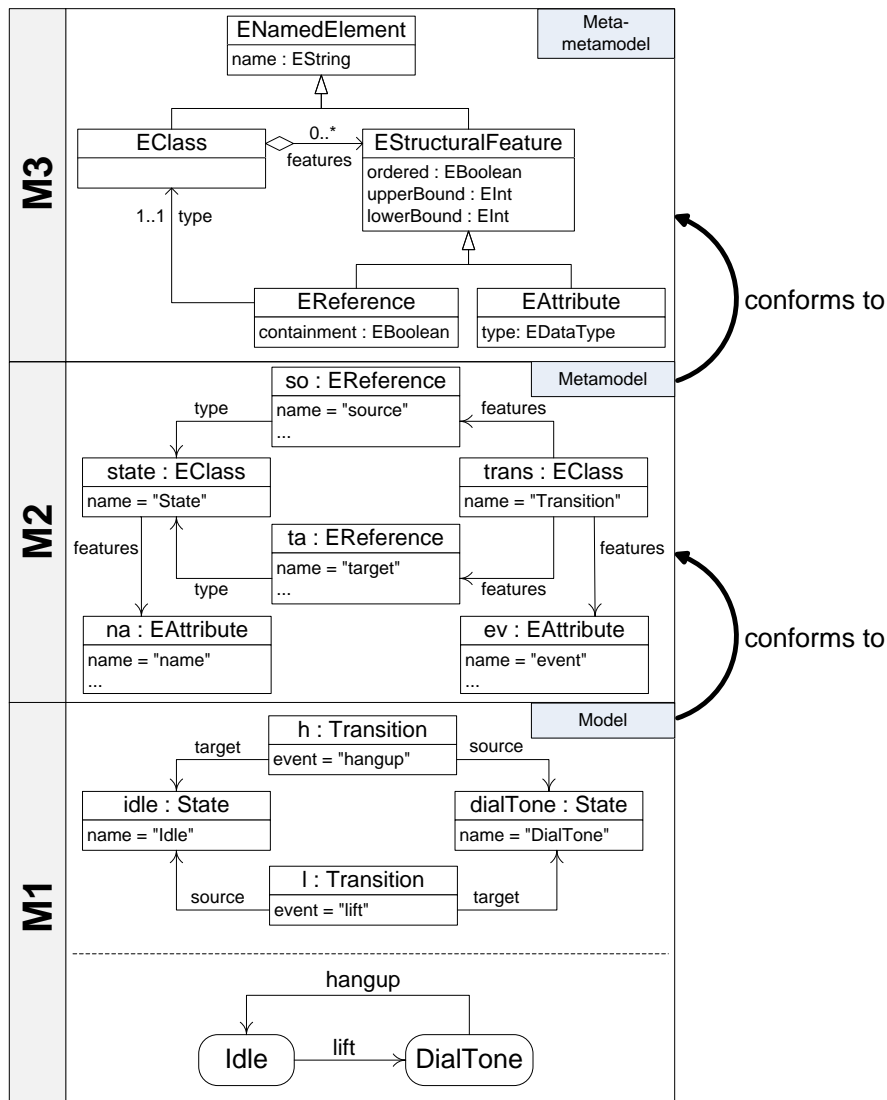 M3
Meta-
metamodel
ENamedElement
name : EString
EClass
0..*
features
EStructuralFeature
ordered : EBoolean
upperBound : EInt
lowerBound : EInt
1..1 type
EReference
containment : EBoolean
EAttribute
type: EDataType
conforms to
M2
Metamodel
so : EReference
name = "source"
...
type
features
state : EClass
name = "State"
trans : EClass
name = "Transition"
features
ta : EReference
name = "target"
...
features
type
features
na : EAttribute
name = "name"
...
ev : EAttribute
name = "event"
...
conforms to
M1
Model
h : Transition
event = "hangup"
target
source
idle : State
name = "Idle"
dialTone : State
name = "DialTone"
l : Transition
event = "lift"
source
target
hangup
Idle
lift
DialTone